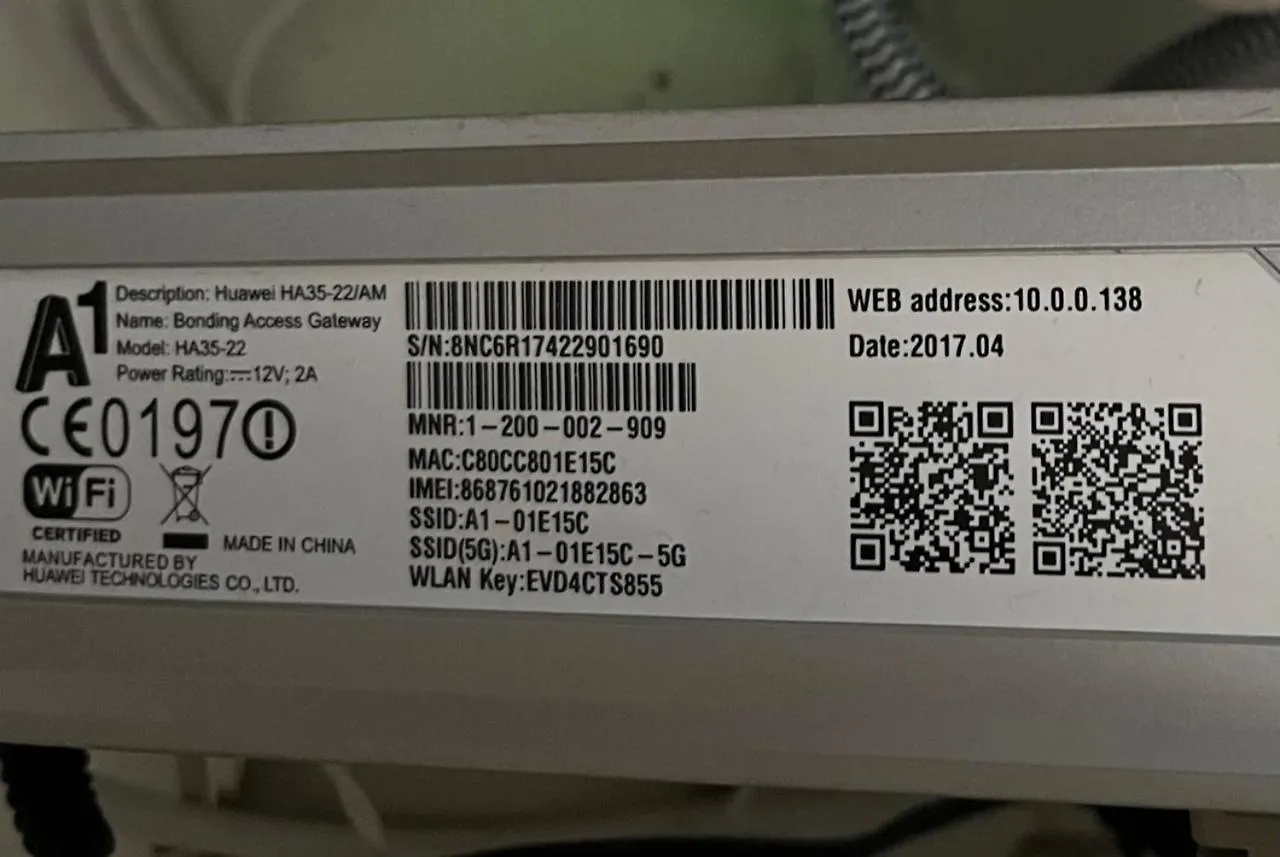 A1
Description: Huawei HA35-22/AM
Name: Bonding Access Gateway
Model: HA35-22
Power Rating:⎓12V; 2A
CE0197
Wi Fi
CERTIFIED
MADE IN CHINA
MANUFACTURED BY
HUAWEI TECHNOLOGIES CO., LTD.
S/N:8NC6R17422901690
MNR:1-200-002-909
MAC:C80CC801E15C
IMEI:868761021882863
SSID:A1-01E15C
SSID(5G):A1-01E15C-5G
WLAN Key:EVD4CTS855
WEB address:10.0.0.138
Date:2017.04